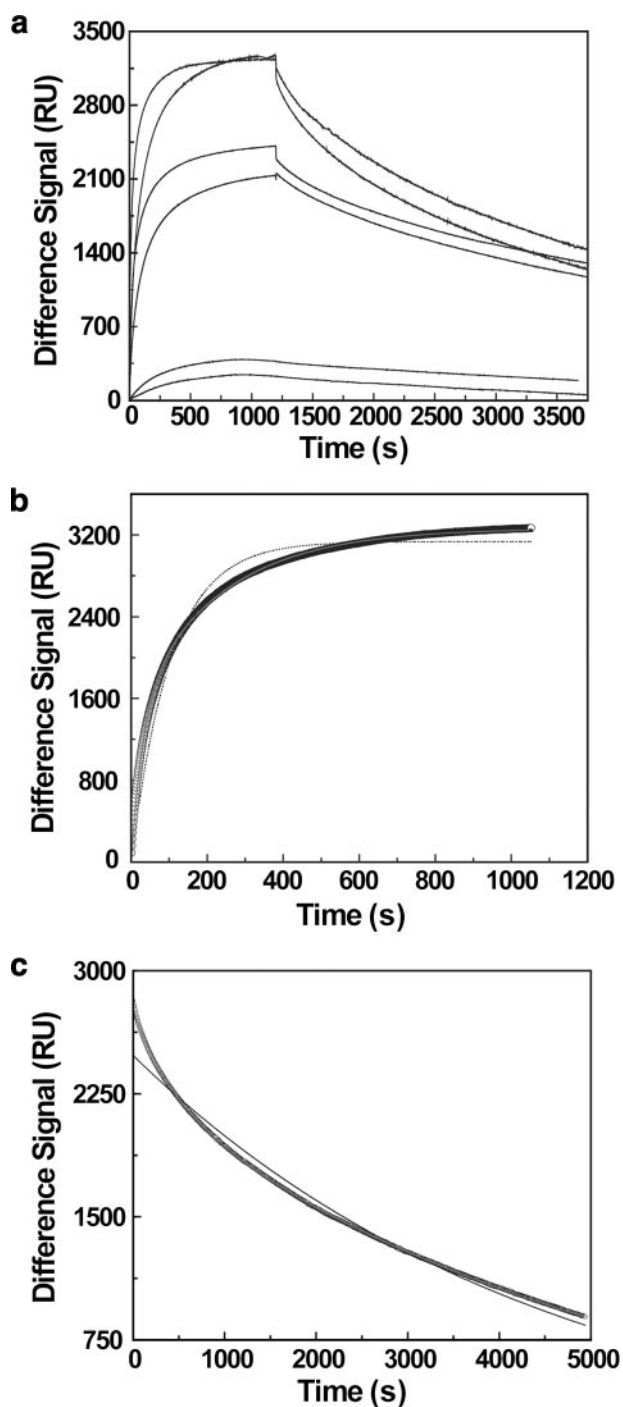 a
Difference Signal (RU)
3500
2800
2100
1400
700
0
0 500 1000 1500 2000 2500 3000 3500
Time (s)
b
Difference Signal (RU)
3200
2400
1600
800
0
0 200 400 600 800 1000 1200
Time (s)
c
Difference Signal (RU)
3000
2250
1500
750
0 1000 2000 3000 4000 5000
Time (s)